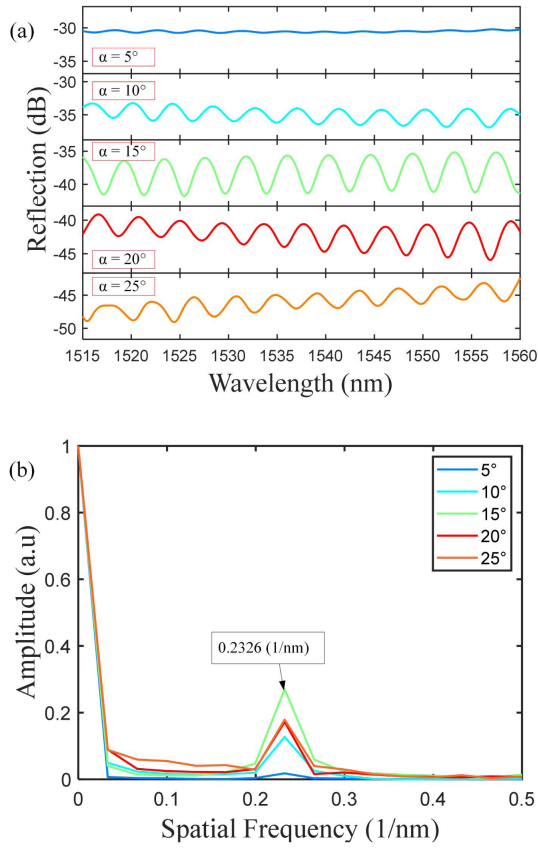 (a)
-30
-35
α = 5°
-30
-35
α = 10°
-35
-40
α = 15°
-40
-45
α = 20°
-45
-50
α = 25°
Reflection (dB)
1515 1520 1525 1530 1535 1540 1545 1550 1555 1560
Wavelength (nm)
(b)
1
0.8
0.6
0.4
0.2
0
Amplitude (a.u)
0.2326 (1/nm)
5°
10°
15°
20°
25°
0 0.1 0.2 0.3 0.4 0.5
Spatial Frequency (1/nm)